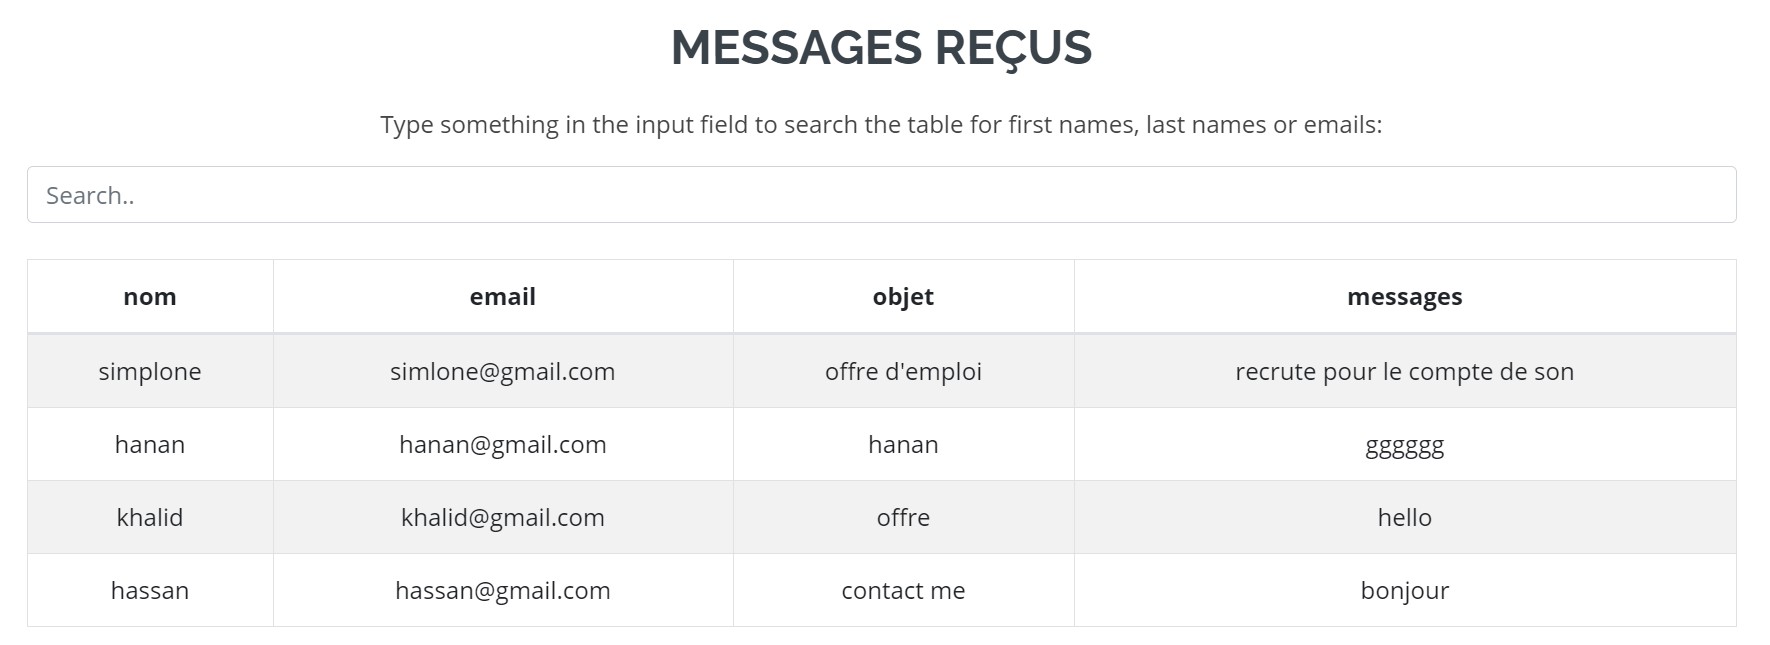 MESSAGES REÇUS
Type something in the input field to search the table for first names, last names or emails:
Search..
nom email objet messages
simplone simlone@gmail.com offre d'emploi recrute pour le compte de son
hanan hanan@gmail.com hanan gggggg
khalid khalid@gmail.com offre hello
hassan hassan@gmail.com contact me bonjour